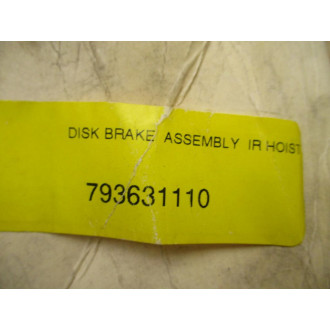 DISK BRAKE ASSEMBLY IR HOIST
793631110